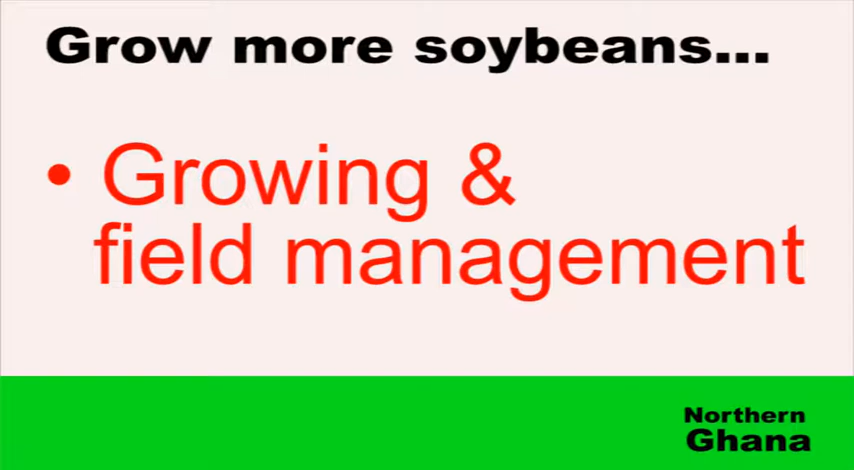 Grow more soybeans...
• Growing &
field management
Northern
Ghana